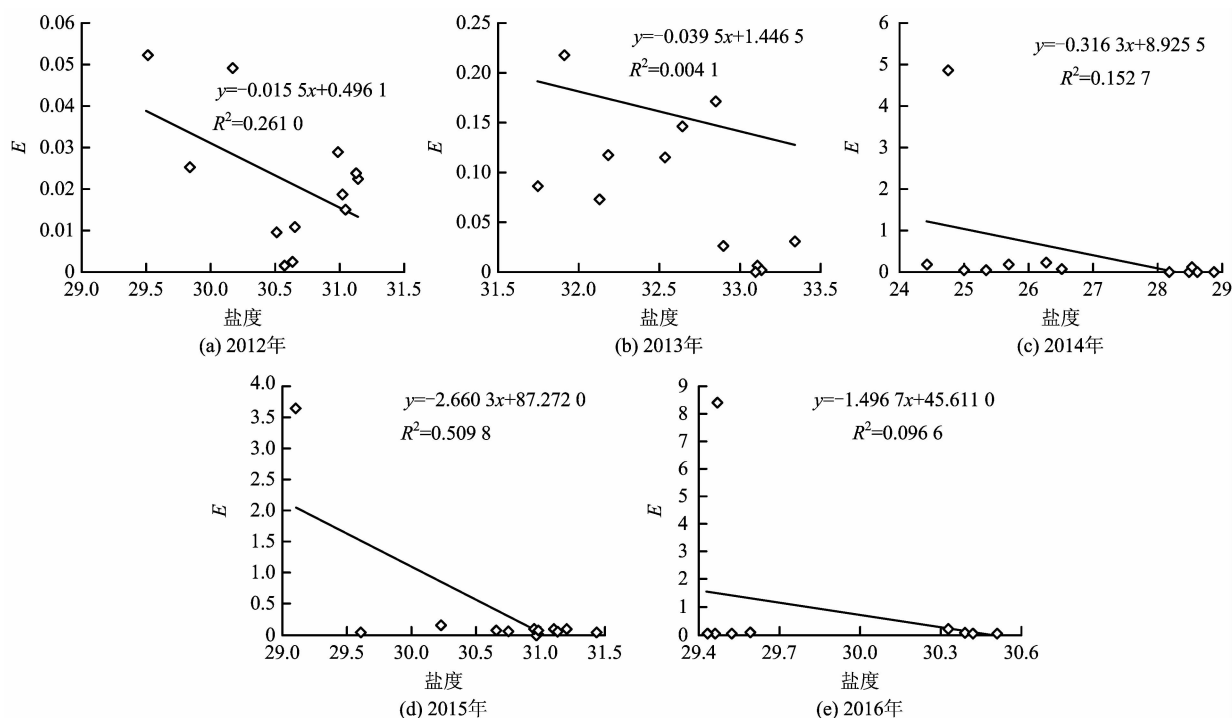 0.06
0.05
0.04
0.03
0.02
0.01
0
E
y=−0.015 5x+0.496 1
R²=0.261 0
29.0 29.5 30.0 30.5 31.0 31.5
盐度
(a) 2012年
0.25
0.20
0.15
0.10
0.05
0
E
y=−0.039 5x+1.446 5
R²=0.004 1
31.5 32.0 32.5 33.0 33.5
盐度
(b) 2013年
6
5
4
3
2
1
0
E
y=−0.316 3x+8.925 5
R²=0.152 7
24 25 26 27 28 29
盐度
(c) 2014年
4.0
3.5
3.0
2.5
2.0
1.5
1.0
0.5
0
E
y=−2.660 3x+87.272 0
R²=0.509 8
29.0 29.5 30.0 30.5 31.0 31.5
盐度
(d) 2015年
9
8
7
6
5
4
3
2
1
0
E
y=−1.496 7x+45.611 0
R²=0.096 6
29.4 29.7 30.0 30.3 30.6
盐度
(e) 2016年